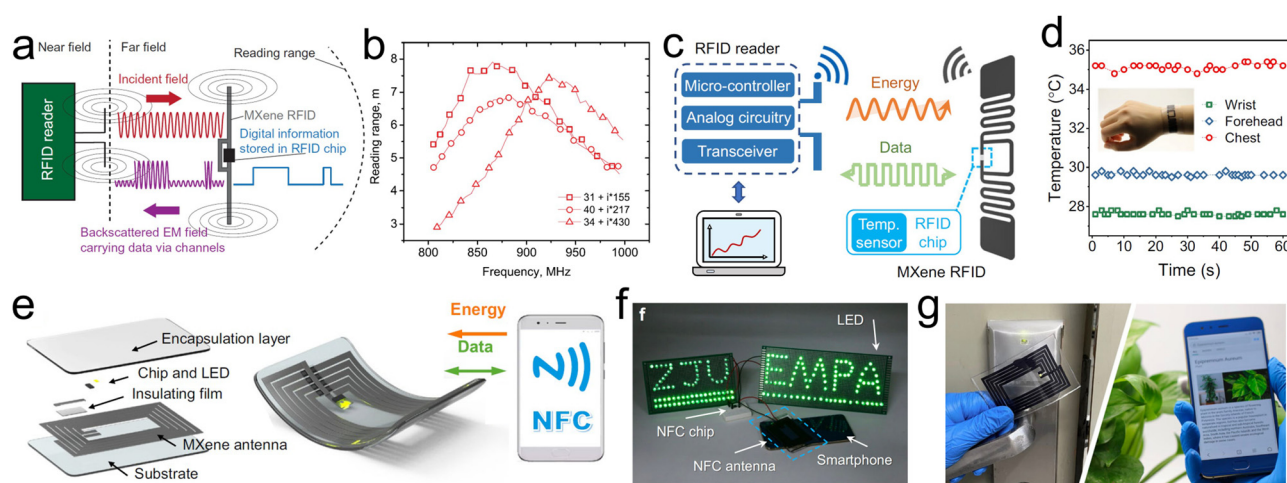 a
Near field
Far field
Reading range
Incident field
RFID reader
MXene RFID
Digital information
stored in RFID chip
Backscattered EM field
carrying data via channels
b
Reading range, m
8
7
6
5
4
3
31 + i*155
40 + i*217
34 + i*430
800
850
900
950
1000
Frequency, MHz
c
RFID reader
Micro-controller
Analog circuitry
Transceiver
Energy
Data
Temp.
sensor
RFID
chip
MXene RFID
d
Temperature (°C)
36
34
32
30
28
Wrist
Forehead
Chest
0
10
20
30
40
50
60
Time (s)
e
Encapsulation layer
Chip and LED
Insulating film
MXene antenna
Substrate
Energy
Data
NFC
f
f
LED
ZJU
EMPA
NFC chip
NFC antenna
Smartphone
g